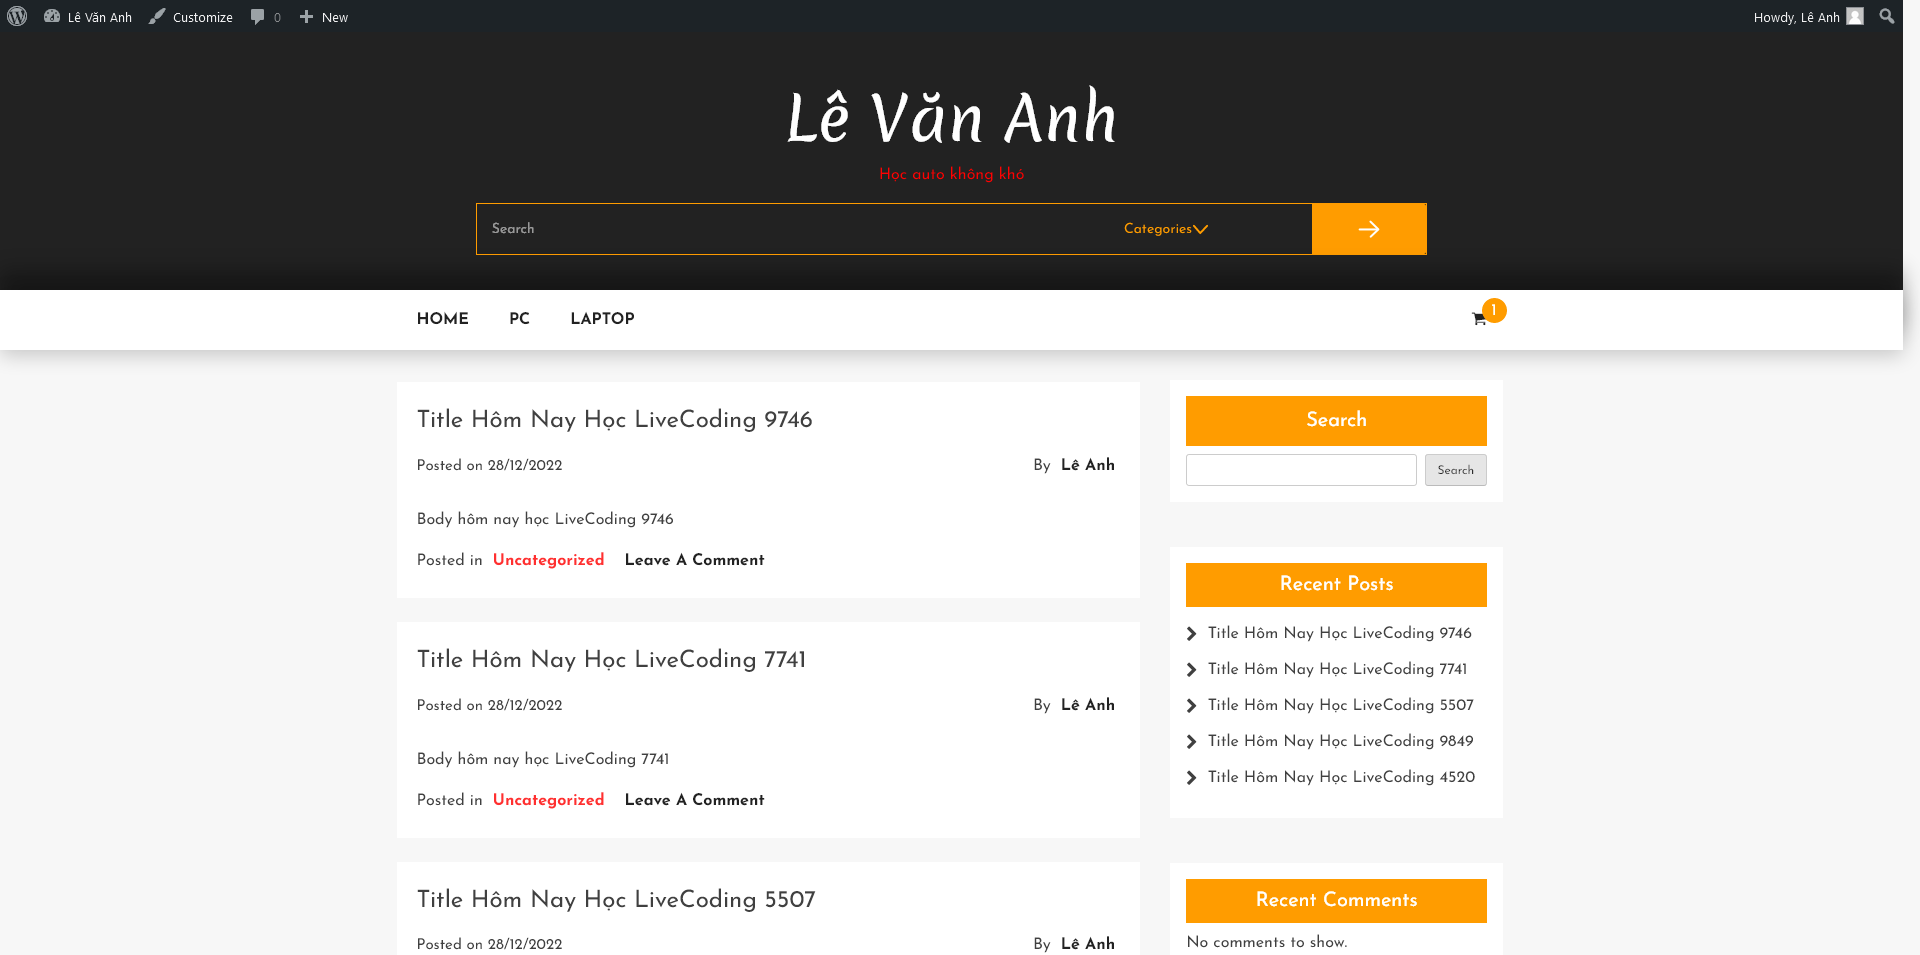 Lê Văn Anh Customize 0 New Howdy, Lê Anh
Lê Văn Anh
Học auto không khó
Search Categories
HOME PC LAPTOP 1
Title Hôm Nay Học LiveCoding 9746
Posted on 28/12/2022 By Lê Anh
Body hôm nay học LiveCoding 9746
Posted in Uncategorized Leave A Comment
Title Hôm Nay Học LiveCoding 7741
Posted on 28/12/2022 By Lê Anh
Body hôm nay học LiveCoding 7741
Posted in Uncategorized Leave A Comment
Title Hôm Nay Học LiveCoding 5507
Posted on 28/12/2022 By Lê Anh
Search
Search
Recent Posts
Title Hôm Nay Học LiveCoding 9746
Title Hôm Nay Học LiveCoding 7741
Title Hôm Nay Học LiveCoding 5507
Title Hôm Nay Học LiveCoding 9849
Title Hôm Nay Học LiveCoding 4520
Recent Comments
No comments to show.